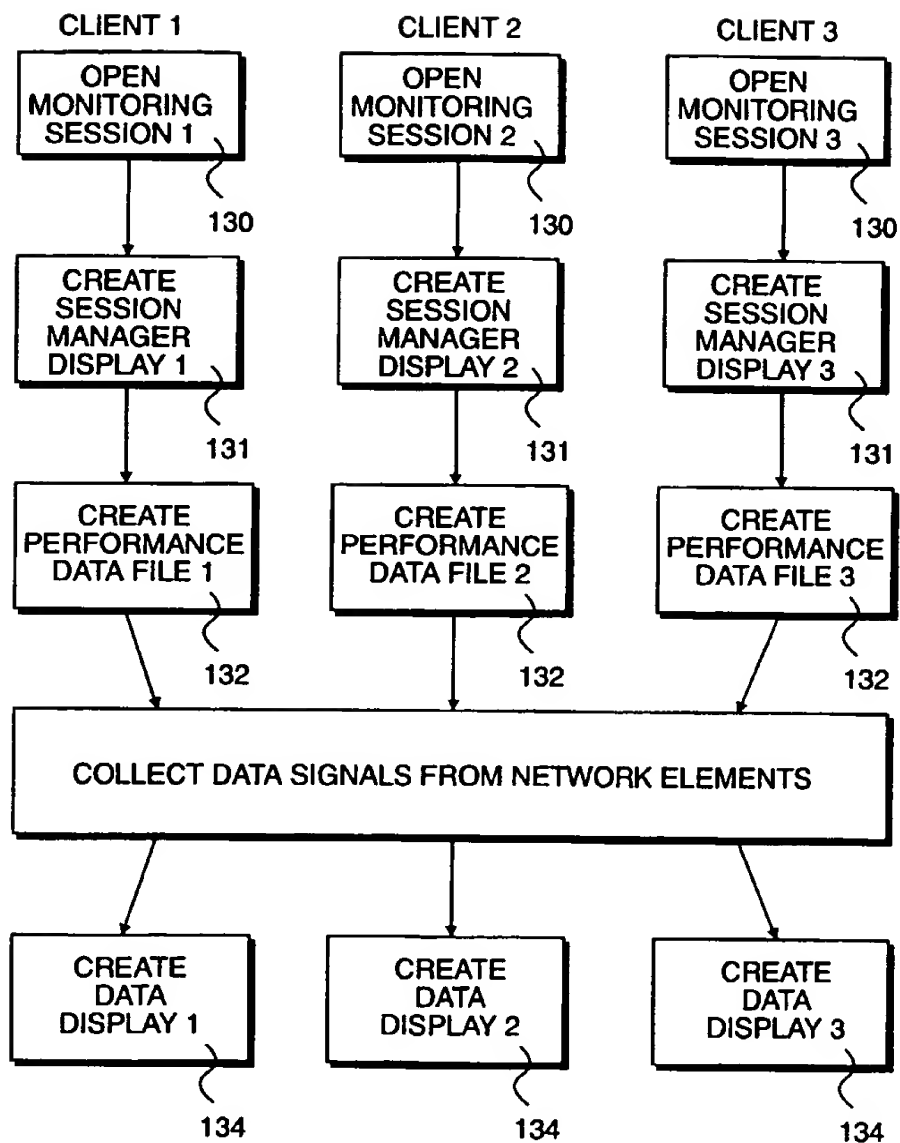 CLIENT 1
CLIENT 2
CLIENT 3
OPEN
MONITORING
SESSION 1
OPEN
MONITORING
SESSION 2
OPEN
MONITORING
SESSION 3
130
130
130
CREATE
SESSION
MANAGER
DISPLAY 1
CREATE
SESSION
MANAGER
DISPLAY 2
CREATE
SESSION
MANAGER
DISPLAY 3
131
131
131
CREATE
PERFORMANCE
DATA FILE 1
CREATE
PERFORMANCE
DATA FILE 2
CREATE
PERFORMANCE
DATA FILE 3
132
132
132
COLLECT DATA SIGNALS FROM NETWORK ELEMENTS
CREATE
DATA
DISPLAY 1
CREATE
DATA
DISPLAY 2
CREATE
DATA
DISPLAY 3
134
134
134